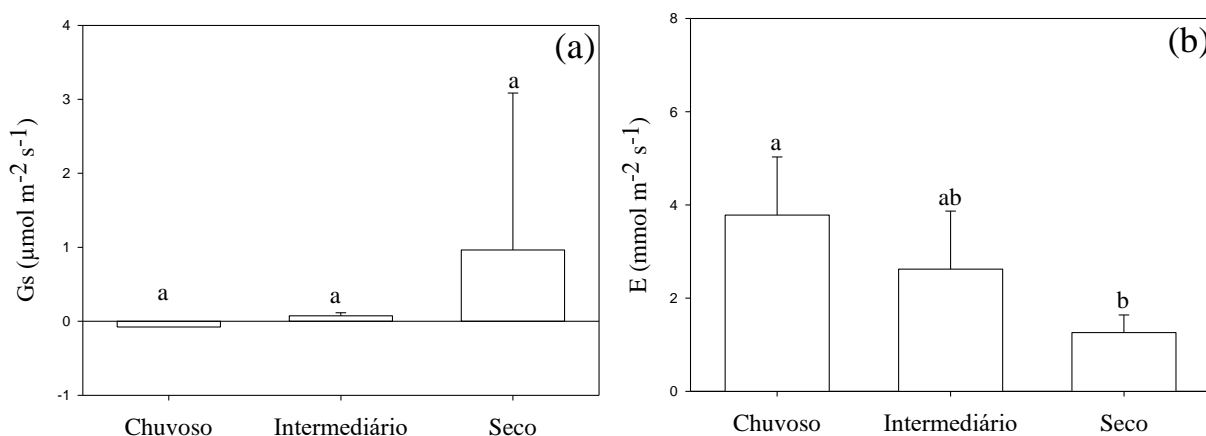 (a)
4
3
2
1
0
-1
Gs (µmol m-2 s-1)
a
a
a
Chuvoso Intermediário Seco
(b)
8
6
4
2
0
E (mmol m-2 s-1)
a
ab
b
Chuvoso Intermediário Seco